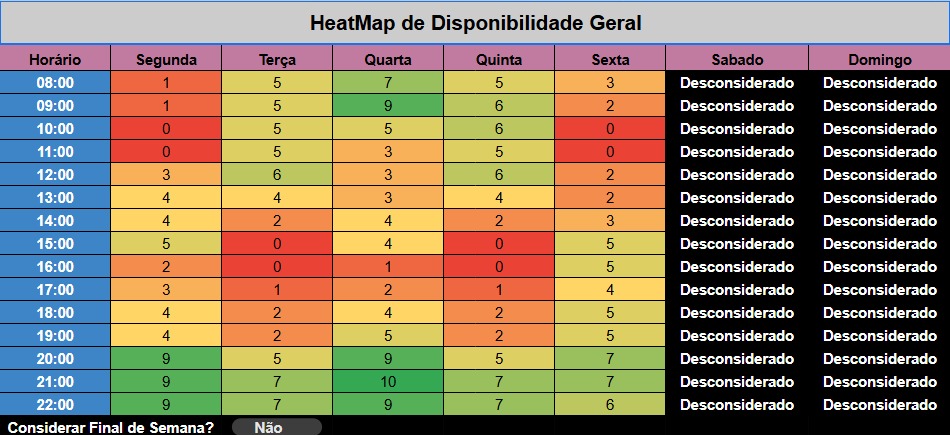 HeatMap de Disponibilidade Geral
Horário Segunda Terça Quarta Quinta Sexta Sabado Domingo
08:00 1 5 7 5 3 Desconsiderado Desconsiderado
09:00 1 5 9 6 2 Desconsiderado Desconsiderado
10:00 0 5 5 6 0 Desconsiderado Desconsiderado
11:00 0 5 3 5 0 Desconsiderado Desconsiderado
12:00 3 6 3 6 2 Desconsiderado Desconsiderado
13:00 4 4 3 4 2 Desconsiderado Desconsiderado
14:00 4 2 4 2 3 Desconsiderado Desconsiderado
15:00 5 0 4 0 5 Desconsiderado Desconsiderado
16:00 2 0 1 0 5 Desconsiderado Desconsiderado
17:00 3 1 2 1 4 Desconsiderado Desconsiderado
18:00 4 2 4 2 5 Desconsiderado Desconsiderado
19:00 4 2 5 2 5 Desconsiderado Desconsiderado
20:00 9 5 9 5 7 Desconsiderado Desconsiderado
21:00 9 7 10 7 7 Desconsiderado Desconsiderado
22:00 9 7 9 7 6 Desconsiderado Desconsiderado
Considerar Final de Semana? Não